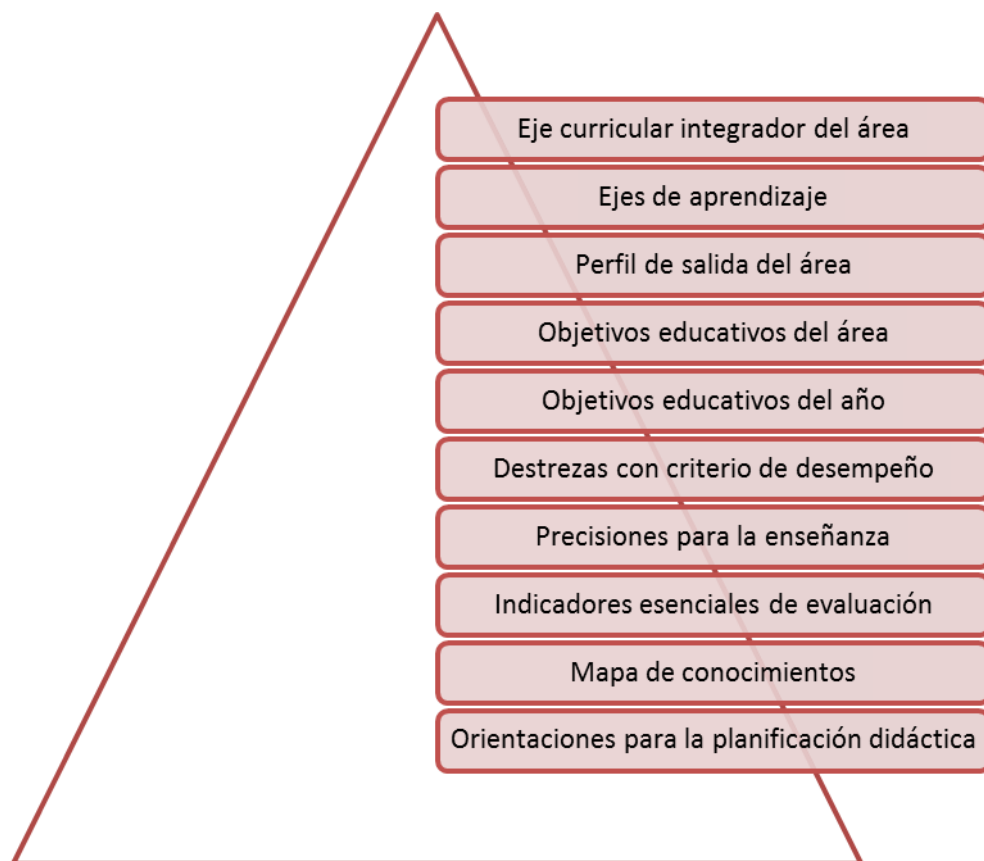 Eje curricular integrador del área
Ejes de aprendizaje
Perfil de salida del área
Objetivos educativos del área
Objetivos educativos del año
Destrezas con criterio de desempeño
Precisiones para la enseñanza
Indicadores esenciales de evaluación
Mapa de conocimientos
Orientaciones para la planificación didáctica